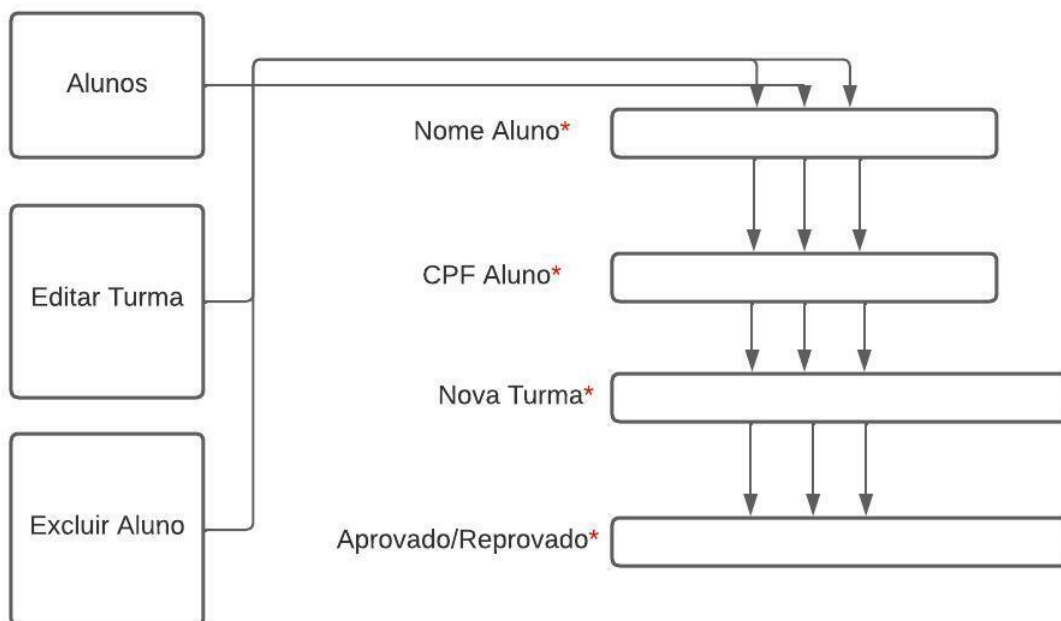 Alunos
Nome Aluno*
CPF Aluno*
Editar Turma
Nova Turma*
Excluir Aluno
Aprovado/Reprovado*